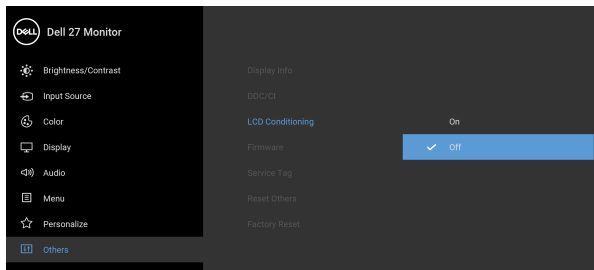 DELL Dell 27 Monitor
Brightness/Contrast
Display Info
Input Source
DDC/CI
Color
LCD Conditioning
On
Display
Firmware
Off
Audio
Service Tag
Menu
Reset Others
Personalize
Factory Reset
Others